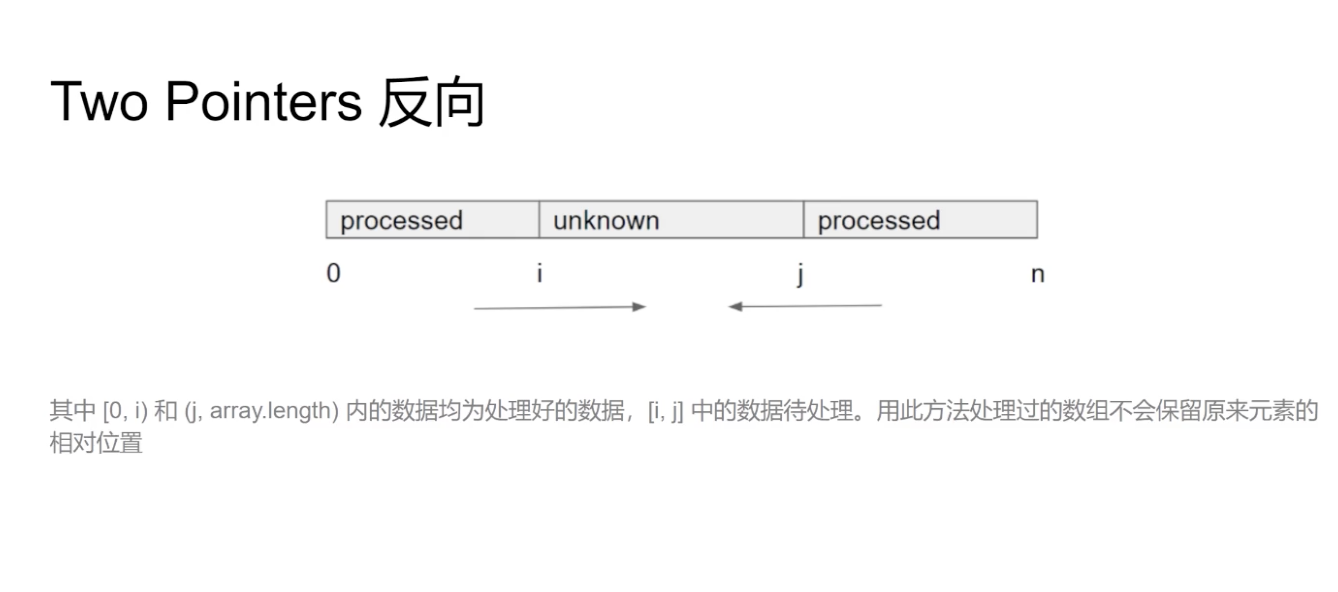 Two Pointers 反向
processed unknown processed
0 i j n
其中 [0, i) 和 (j, array.length) 内的数据均为处理好的数据，[i, j] 中的数据待处理。用此方法处理过的数组不会保留原来元素的
相对位置